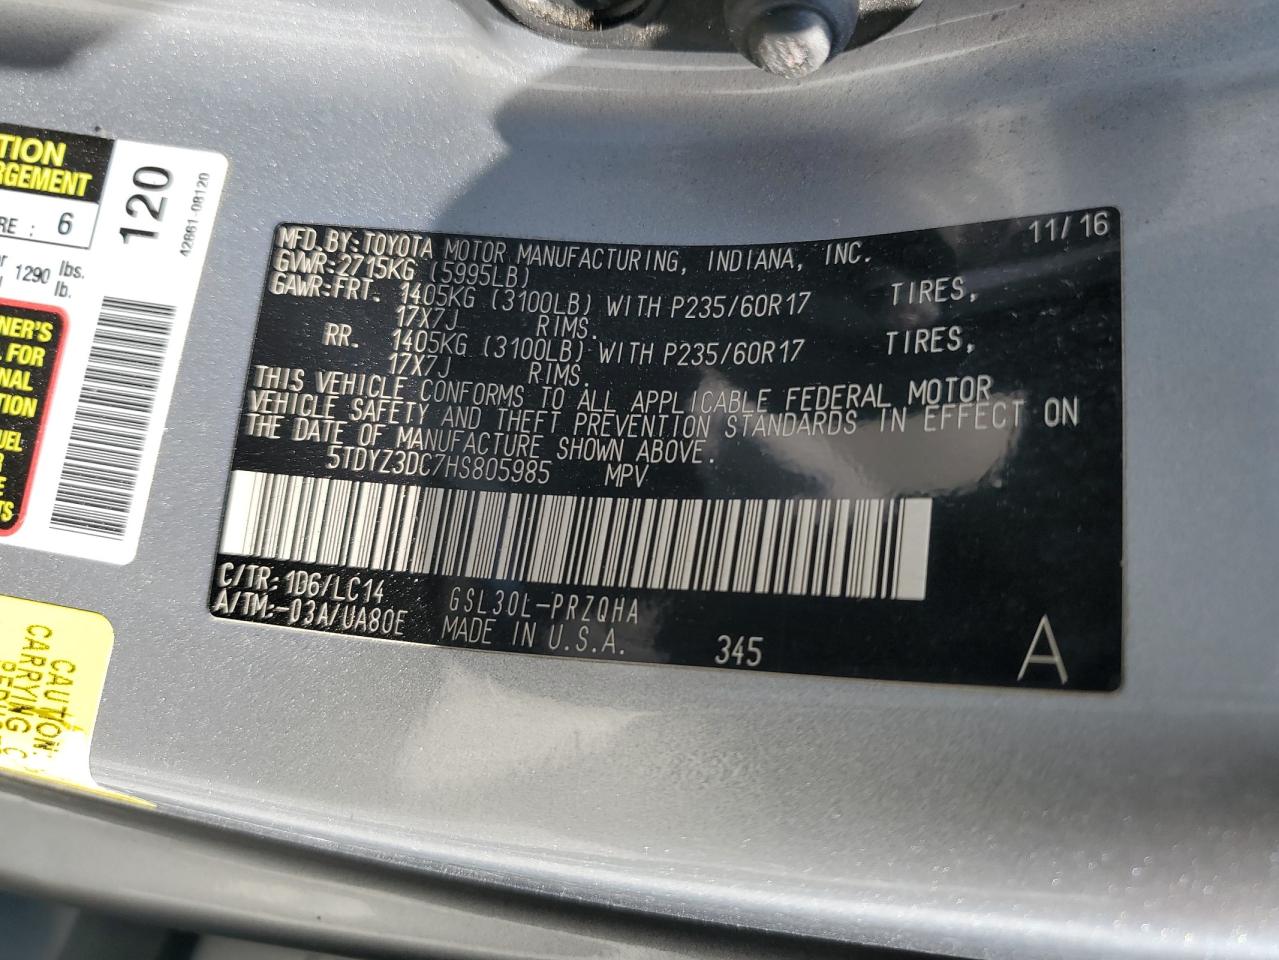 TION
RGEMENT
RE : 6
or
1290 lbs.
lb.
120
42661-08120
NER'S
FOR
NAL
TION
UEL
TS
CAUTION:
CARRYING C
MFD. BY: TOYOTA MOTOR MANUFACTURING, INDIANA, INC. 11/16
GVWR: 2715KG (5995LB)
GAWR: FRT. 1405KG (3100LB) WITH P235/60R17 TIRES,
17X7J RIMS.
RR. 1405KG (3100LB) WITH P235/60R17 TIRES,
17X7J RIMS.
THIS VEHICLE CONFORMS TO ALL APPLICABLE FEDERAL MOTOR
VEHICLE SAFETY AND THEFT PREVENTION STANDARDS IN EFFECT ON
THE DATE OF MANUFACTURE SHOWN ABOVE.
5TDYZ3DC7HS805985 MPV
C/TR: 1D6/LC14 GSL30L-PRZQHA
A/TM:-03A/UA80E MADE IN U.S.A. 345 A